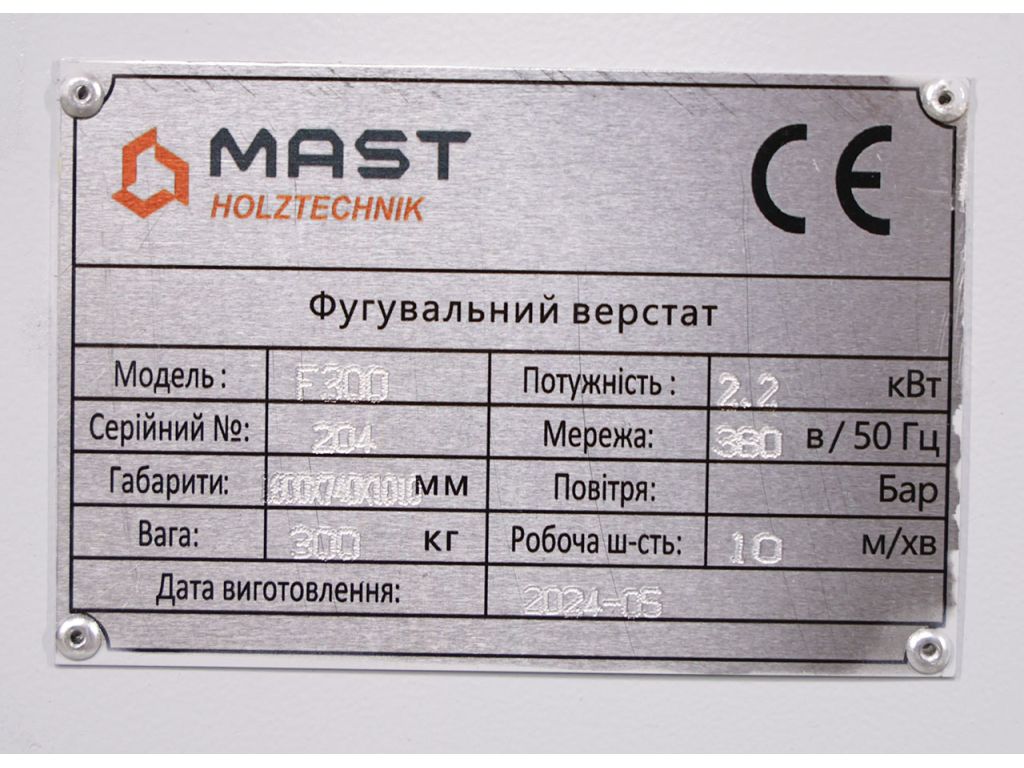 MAST
HOLZTECHNIK
CE
Фугувальний верстат
Модель : F300 Потужність : 2.2 кВт
Серійний №: 204 Мережа: 380 в / 50 Гц
Габарити: мм Повітря: Бар
Вага: 300 кг Робоча ш-сть: 10 м/хв
Дата виготовлення: 2024-05